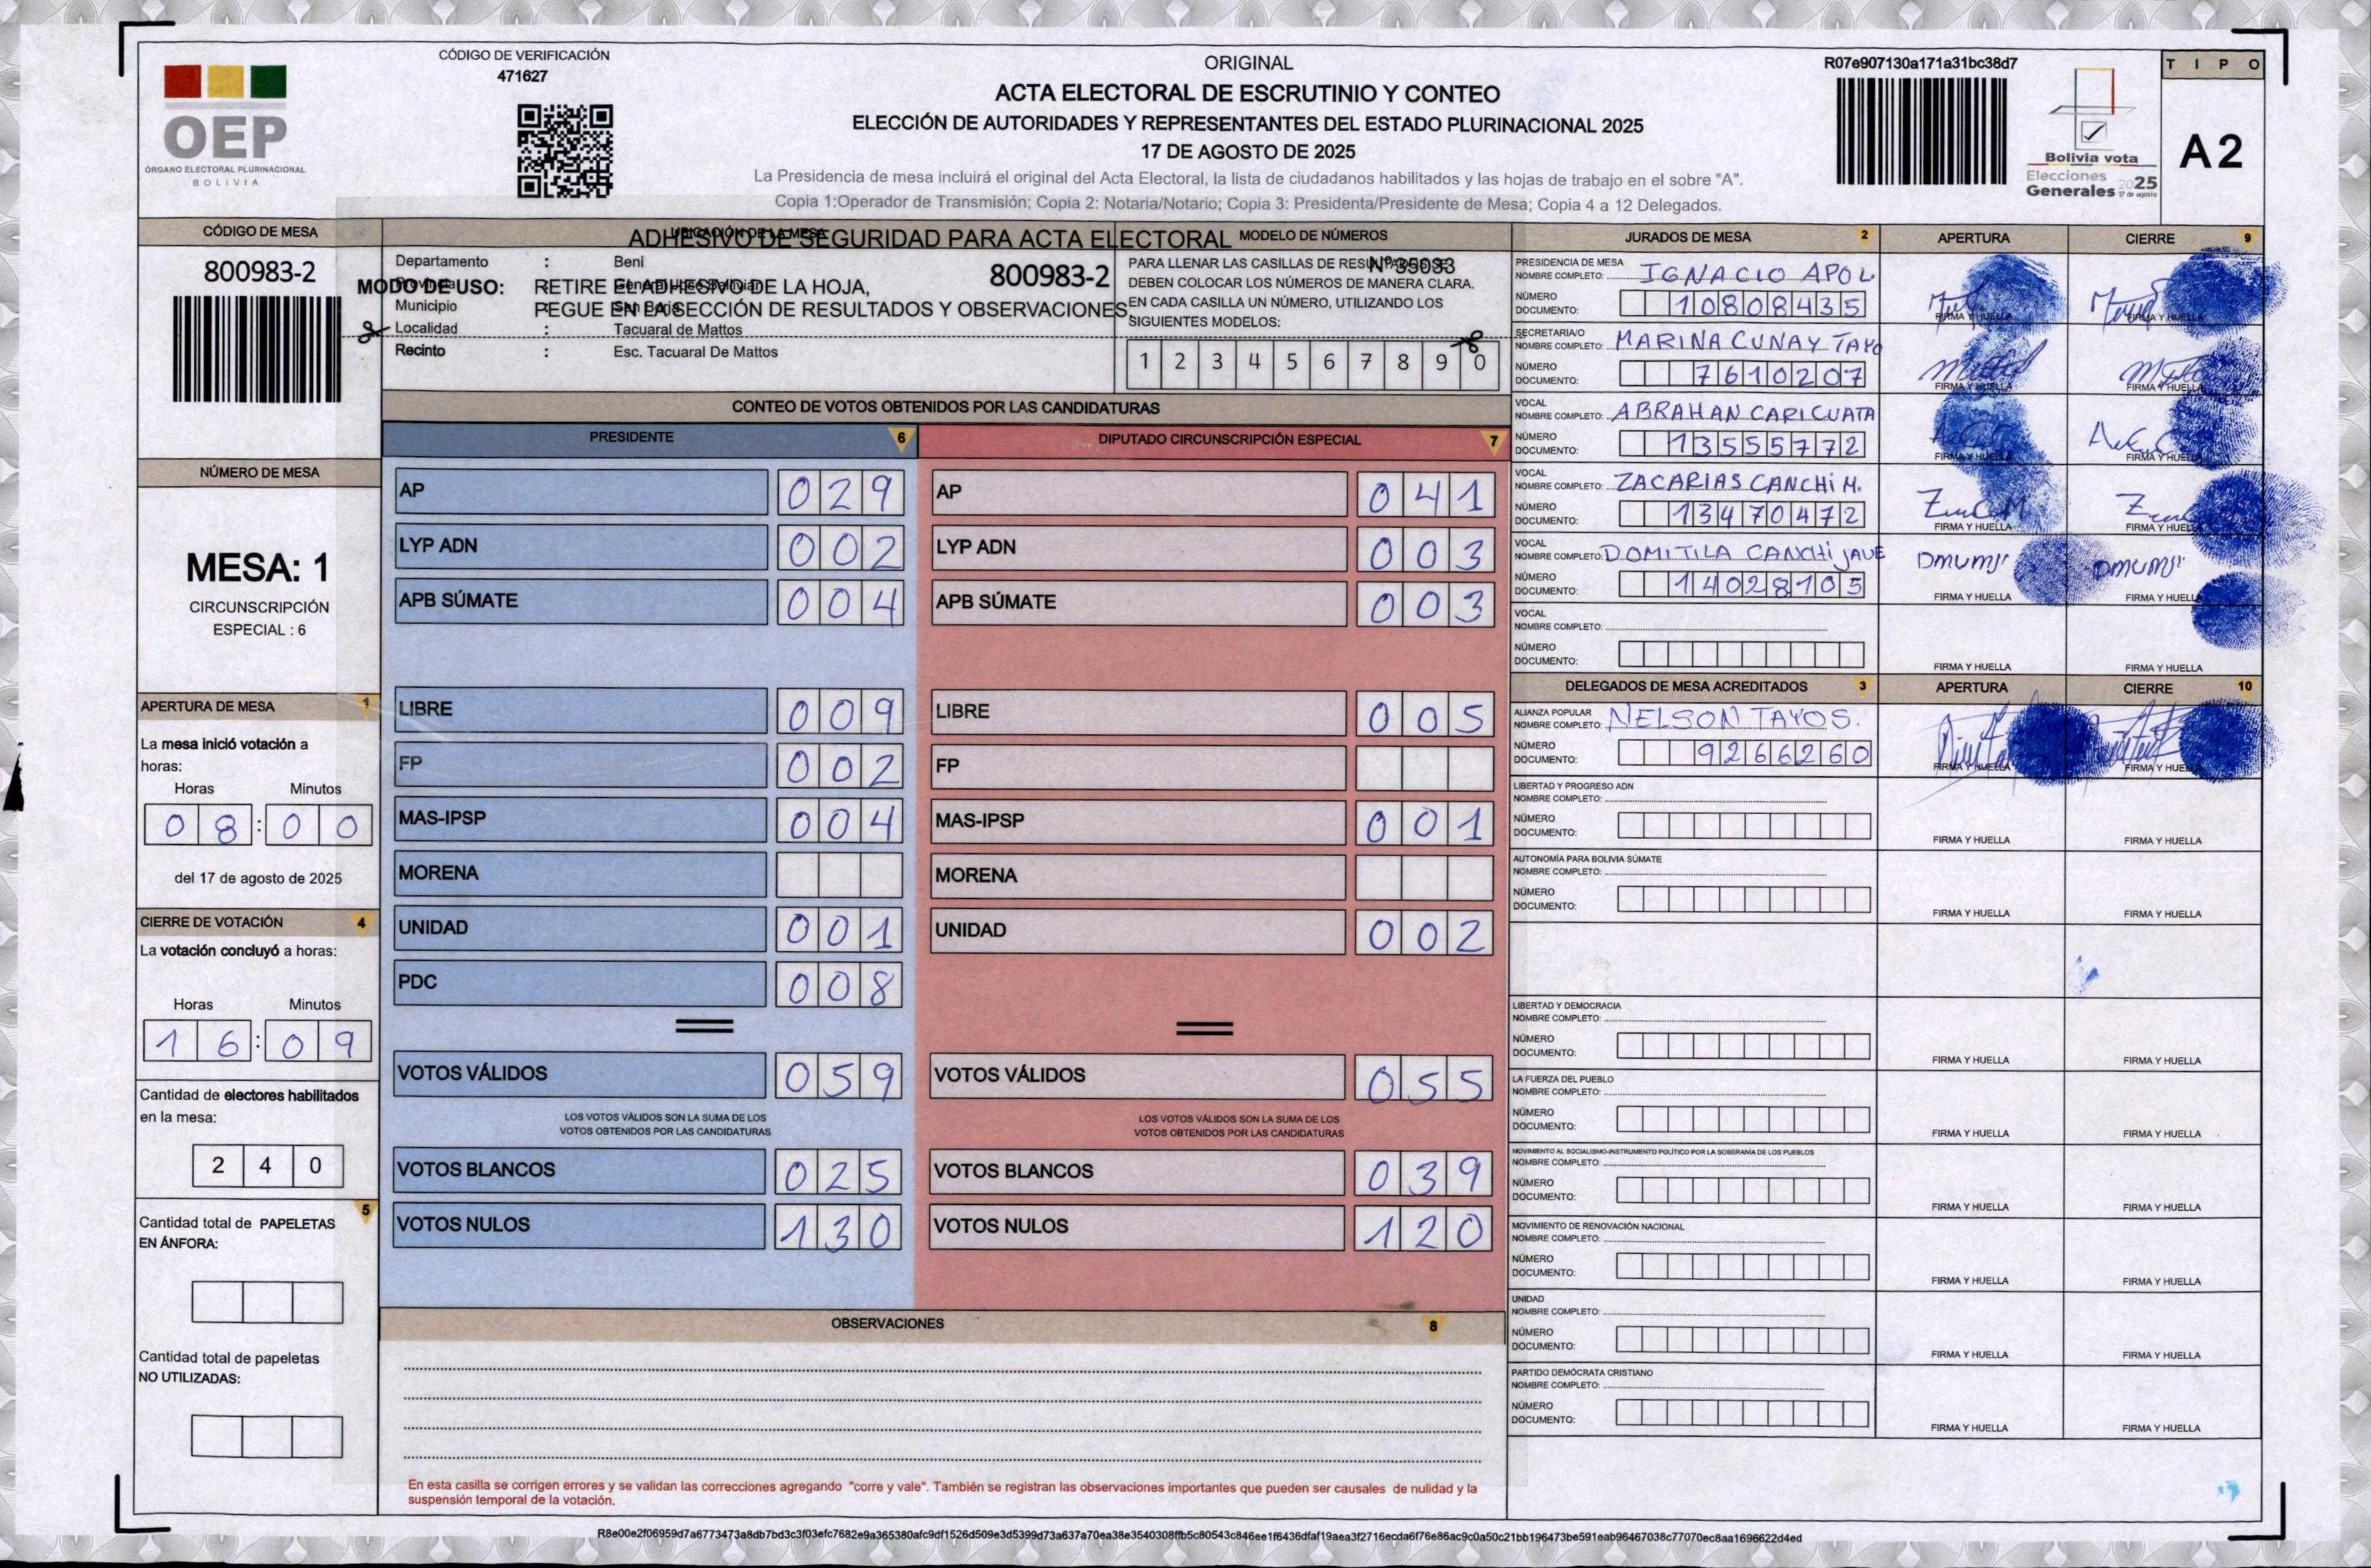 CÓDIGO DE VERIFICACIÓN
471627
OEP
ÓRGANO ELECTORAL PLURINACIONAL
BOLIVIA
ORIGINAL
ACTA ELECTORAL DE ESCRUTINIO Y CONTEO
ELECCIÓN DE AUTORIDADES Y REPRESENTANTES DEL ESTADO PLURINACIONAL 2025
17 DE AGOSTO DE 2025
La Presidencia de mesa incluirá el original del Acta Electoral, la lista de ciudadanos habilitados y las hojas de trabajo en el sobre "A".
Copia 1:Operador de Transmisión; Copia 2: Notaria/Notario; Copia 3: Presidenta/Presidente de Mesa; Copia 4 a 12 Delegados.
R07e907130a171a31bc38d7
Bolivia vota
Elecciones
Generales 2025
17 de agosto
TIPO
A2
CÓDIGO DE MESA
800983-2
UBICACIÓN DE LA MESA
ADHESIVO DE SEGURIDAD PARA ACTA ELECTORAL
Nº 35033
MODO DE USO: RETIRE EL ADHESIVO DE LA HOJA,
PEGUE EN LA SECCIÓN DE RESULTADOS Y OBSERVACIONES.
Departamento : Beni
Provincia : General José Ballivián
Municipio : San Borja
Localidad : Tacuaral de Mattos
Recinto : Esc. Tacuaral De Mattos
800983-2
MODELO DE NÚMEROS
PARA LLENAR LAS CASILLAS DE RESULTADOS SE
DEBEN COLOCAR LOS NÚMEROS DE MANERA CLARA.
EN CADA CASILLA UN NÚMERO, UTILIZANDO LOS
SIGUIENTES MODELOS:
1 2 3 4 5 6 7 8 9 0
NÚMERO DE MESA
MESA: 1
CIRCUNSCRIPCIÓN
ESPECIAL : 6
APERTURA DE MESA 1
La mesa inició votación a
horas:
Horas Minutos
08:00
del 17 de agosto de 2025
CIERRE DE VOTACIÓN 4
La votación concluyó a horas:
Horas Minutos
16:09
Cantidad de electores habilitados
en la mesa:
240
5
Cantidad total de PAPELETAS
EN ÁNFORA:
Cantidad total de papeletas
NO UTILIZADAS:
CONTEO DE VOTOS OBTENIDOS POR LAS CANDIDATURAS
PRESIDENTE 6
AP 029
LYP ADN 002
APB SÚMATE 004
LIBRE 009
FP 002
MAS-IPSP 004
MORENA
UNIDAD 001
PDC 008
VOTOS VÁLIDOS 059
LOS VOTOS VÁLIDOS SON LA SUMA DE LOS
VOTOS OBTENIDOS POR LAS CANDIDATURAS
VOTOS BLANCOS 025
VOTOS NULOS 130
DIPUTADO CIRCUNSCRIPCIÓN ESPECIAL 7
AP 041
LYP ADN 003
APB SÚMATE 003
LIBRE 005
FP
MAS-IPSP 001
MORENA
UNIDAD 002
VOTOS VÁLIDOS 055
LOS VOTOS VÁLIDOS SON LA SUMA DE LOS
VOTOS OBTENIDOS POR LAS CANDIDATURAS
VOTOS BLANCOS 039
VOTOS NULOS 120
OBSERVACIONES 8
En esta casilla se corrigen errores y se validan las correcciones agregando "corre y vale". También se registran las observaciones importantes que pueden ser causales de nulidad y la
suspensión temporal de la votación.
JURADOS DE MESA 2 APERTURA CIERRE 9
PRESIDENCIA DE MESA
NOMBRE COMPLETO: IGNACIO APOL
NÚMERO
DOCUMENTO: 10808435
FIRMA Y HUELLA FIRMA Y HUELLA
SECRETARIA/O
NOMBRE COMPLETO: MARINA CUNAY TAYO
NÚMERO
DOCUMENTO: 7610207
FIRMA Y HUELLA FIRMA Y HUELLA
VOCAL
NOMBRE COMPLETO: ABRAHAN CARICUATA
NÚMERO
DOCUMENTO: 13555772
FIRMA Y HUELLA FIRMA Y HUELLA
VOCAL
NOMBRE COMPLETO: ZACARIAS CANCHI M.
NÚMERO
DOCUMENTO: 13470472
FIRMA Y HUELLA FIRMA Y HUELLA
VOCAL
NOMBRE COMPLETO: DOMITILA CANCHI JAVE
NÚMERO
DOCUMENTO: 14028105
FIRMA Y HUELLA FIRMA Y HUELLA
VOCAL
NOMBRE COMPLETO:
NÚMERO
DOCUMENTO:
FIRMA Y HUELLA FIRMA Y HUELLA
DELEGADOS DE MESA ACREDITADOS 3 APERTURA CIERRE 10
ALIANZA POPULAR
NOMBRE COMPLETO: NELSON TAYOS.
NÚMERO
DOCUMENTO: 9266260
FIRMA Y HUELLA FIRMA Y HUELLA
LIBERTAD Y PROGRESO ADN
NOMBRE COMPLETO:
NÚMERO
DOCUMENTO:
FIRMA Y HUELLA FIRMA Y HUELLA
AUTONOMÍA PARA BOLIVIA SÚMATE
NOMBRE COMPLETO:
NÚMERO
DOCUMENTO:
FIRMA Y HUELLA FIRMA Y HUELLA
LIBERTAD Y DEMOCRACIA
NOMBRE COMPLETO:
NÚMERO
DOCUMENTO:
FIRMA Y HUELLA FIRMA Y HUELLA
LA FUERZA DEL PUEBLO
NOMBRE COMPLETO:
NÚMERO
DOCUMENTO:
FIRMA Y HUELLA FIRMA Y HUELLA
MOVIMIENTO AL SOCIALISMO-INSTRUMENTO POLÍTICO POR LA SOBERANÍA DE LOS PUEBLOS
NOMBRE COMPLETO:
NÚMERO
DOCUMENTO:
FIRMA Y HUELLA FIRMA Y HUELLA
MOVIMIENTO DE RENOVACIÓN NACIONAL
NOMBRE COMPLETO:
NÚMERO
DOCUMENTO:
FIRMA Y HUELLA FIRMA Y HUELLA
UNIDAD
NOMBRE COMPLETO:
NÚMERO
DOCUMENTO:
FIRMA Y HUELLA FIRMA Y HUELLA
PARTIDO DEMÓCRATA CRISTIANO
NOMBRE COMPLETO:
NÚMERO
DOCUMENTO:
FIRMA Y HUELLA FIRMA Y HUELLA